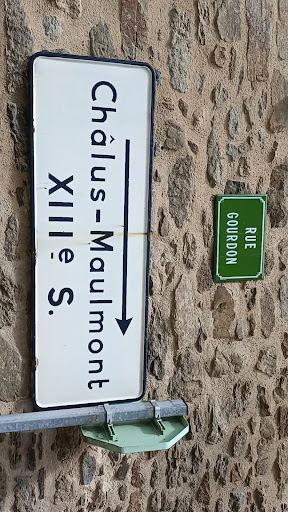 RUE
GOURDON
Châlus-Maulmont
XIIIe S.